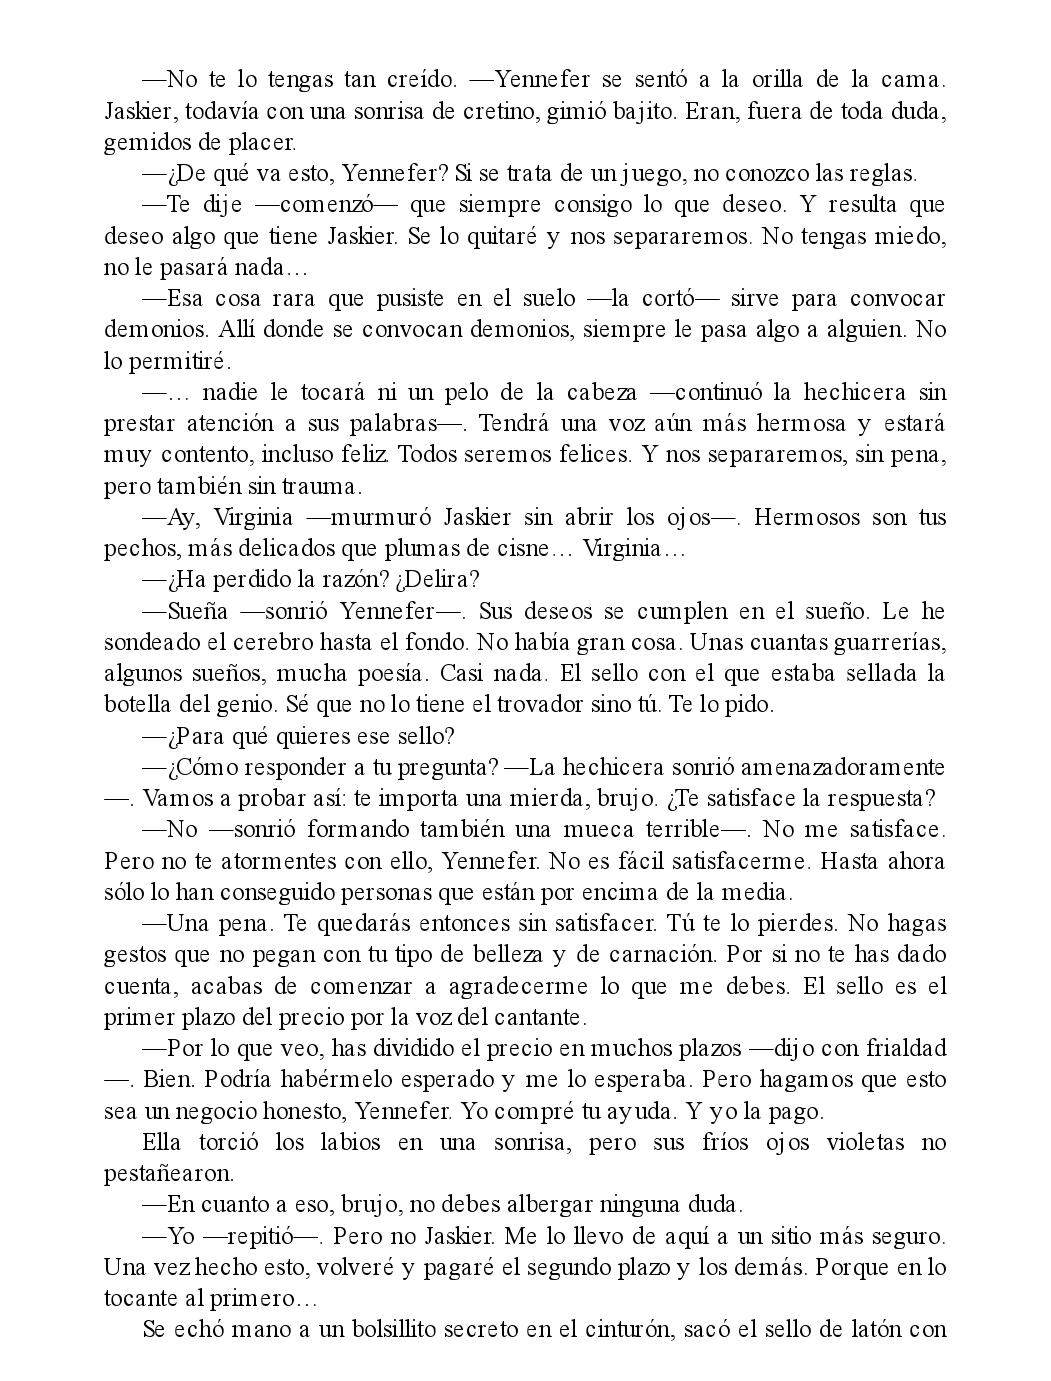 —No te lo tengas tan creído. —Yennefer se sentó a la orilla de la cama.
Jaskier, todavía con una sonrisa de cretino, gimió bajito. Eran, fuera de toda duda,
gemidos de placer.
—¿De qué va esto, Yennefer? Si se trata de un juego, no conozco las reglas.
—Te dije —comenzó— que siempre consigo lo que deseo. Y resulta que
deseo algo que tiene Jaskier. Se lo quitaré y nos separaremos. No tengas miedo,
no le pasará nada…
—Esa cosa rara que pusiste en el suelo —la cortó— sirve para convocar
demonios. Allí donde se convocan demonios, siempre le pasa algo a alguien. No
lo permitiré.
—… nadie le tocará ni un pelo de la cabeza —continuó la hechicera sin
prestar atención a sus palabras—. Tendrá una voz aún más hermosa y estará
muy contento, incluso feliz. Todos seremos felices. Y nos separaremos, sin pena,
pero también sin trauma.
—Ay, Virginia —murmuró Jaskier sin abrir los ojos—. Hermosos son tus
pechos, más delicados que plumas de cisne… Virginia…
—¿Ha perdido la razón? ¿Delira?
—Sueña —sonrió Yennefer—. Sus deseos se cumplen en el sueño. Le he
sondeado el cerebro hasta el fondo. No había gran cosa. Unas cuantas guarrerías,
algunos sueños, mucha poesía. Casi nada. El sello con el que estaba sellada la
botella del genio. Sé que no lo tiene el trovador sino tú. Te lo pido.
—¿Para qué quieres ese sello?
—¿Cómo responder a tu pregunta? —La hechicera sonrió amenazadoramente
—. Vamos a probar así: te importa una mierda, brujo. ¿Te satisface la respuesta?
—No —sonrió formando también una mueca terrible—. No me satisface.
Pero no te atormentes con ello, Yennefer. No es fácil satisfacerme. Hasta ahora
sólo lo han conseguido personas que están por encima de la media.
—Una pena. Te quedarás entonces sin satisfacer. Tú te lo pierdes. No hagas
gestos que no pegan con tu tipo de belleza y de carnación. Por si no te has dado
cuenta, acabas de comenzar a agradecerme lo que me debes. El sello es el
primer plazo del precio por la voz del cantante.
—Por lo que veo, has dividido el precio en muchos plazos —dijo con frialdad
—. Bien. Podría habérmelo esperado y me lo esperaba. Pero hagamos que esto
sea un negocio honesto, Yennefer. Yo compré tu ayuda. Y yo la pago.
Ella torció los labios en una sonrisa, pero sus fríos ojos violetas no
pestañearon.
—En cuanto a eso, brujo, no debes albergar ninguna duda.
—Yo —repitió—. Pero no Jaskier. Me lo llevo de aquí a un sitio más seguro.
Una vez hecho esto, volveré y pagaré el segundo plazo y los demás. Porque en lo
tocante al primero…
Se echó mano a un bolsillito secreto en el cinturón, sacó el sello de latón con